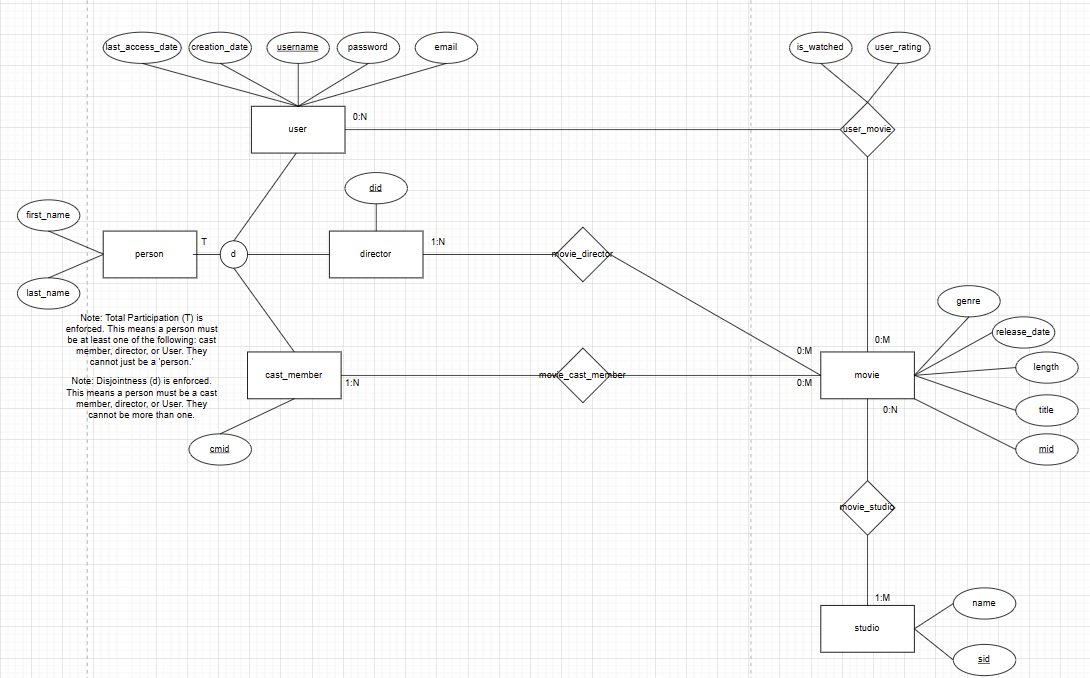 last_access_date
creation_date
username
password
email
is_watched
user_rating
user
0:N
user_movie
did
first_name
person
T
d
director
1:N
movie_director
last_name
Note: Total Participation (T) is
enforced. This means a person must
be at least one of the following: cast
member, director, or User. They
cannot just be a 'person.'
Note: Disjointness (d) is enforced.
This means a person must be a cast
member, director, or User. They
cannot be more than one.
cast_member
1:N
movie_cast_member
0:M
0:M
0:M
movie
0:N
genre
release_date
length
title
mid
cmid
movie_studio
1:M
studio
name
sid